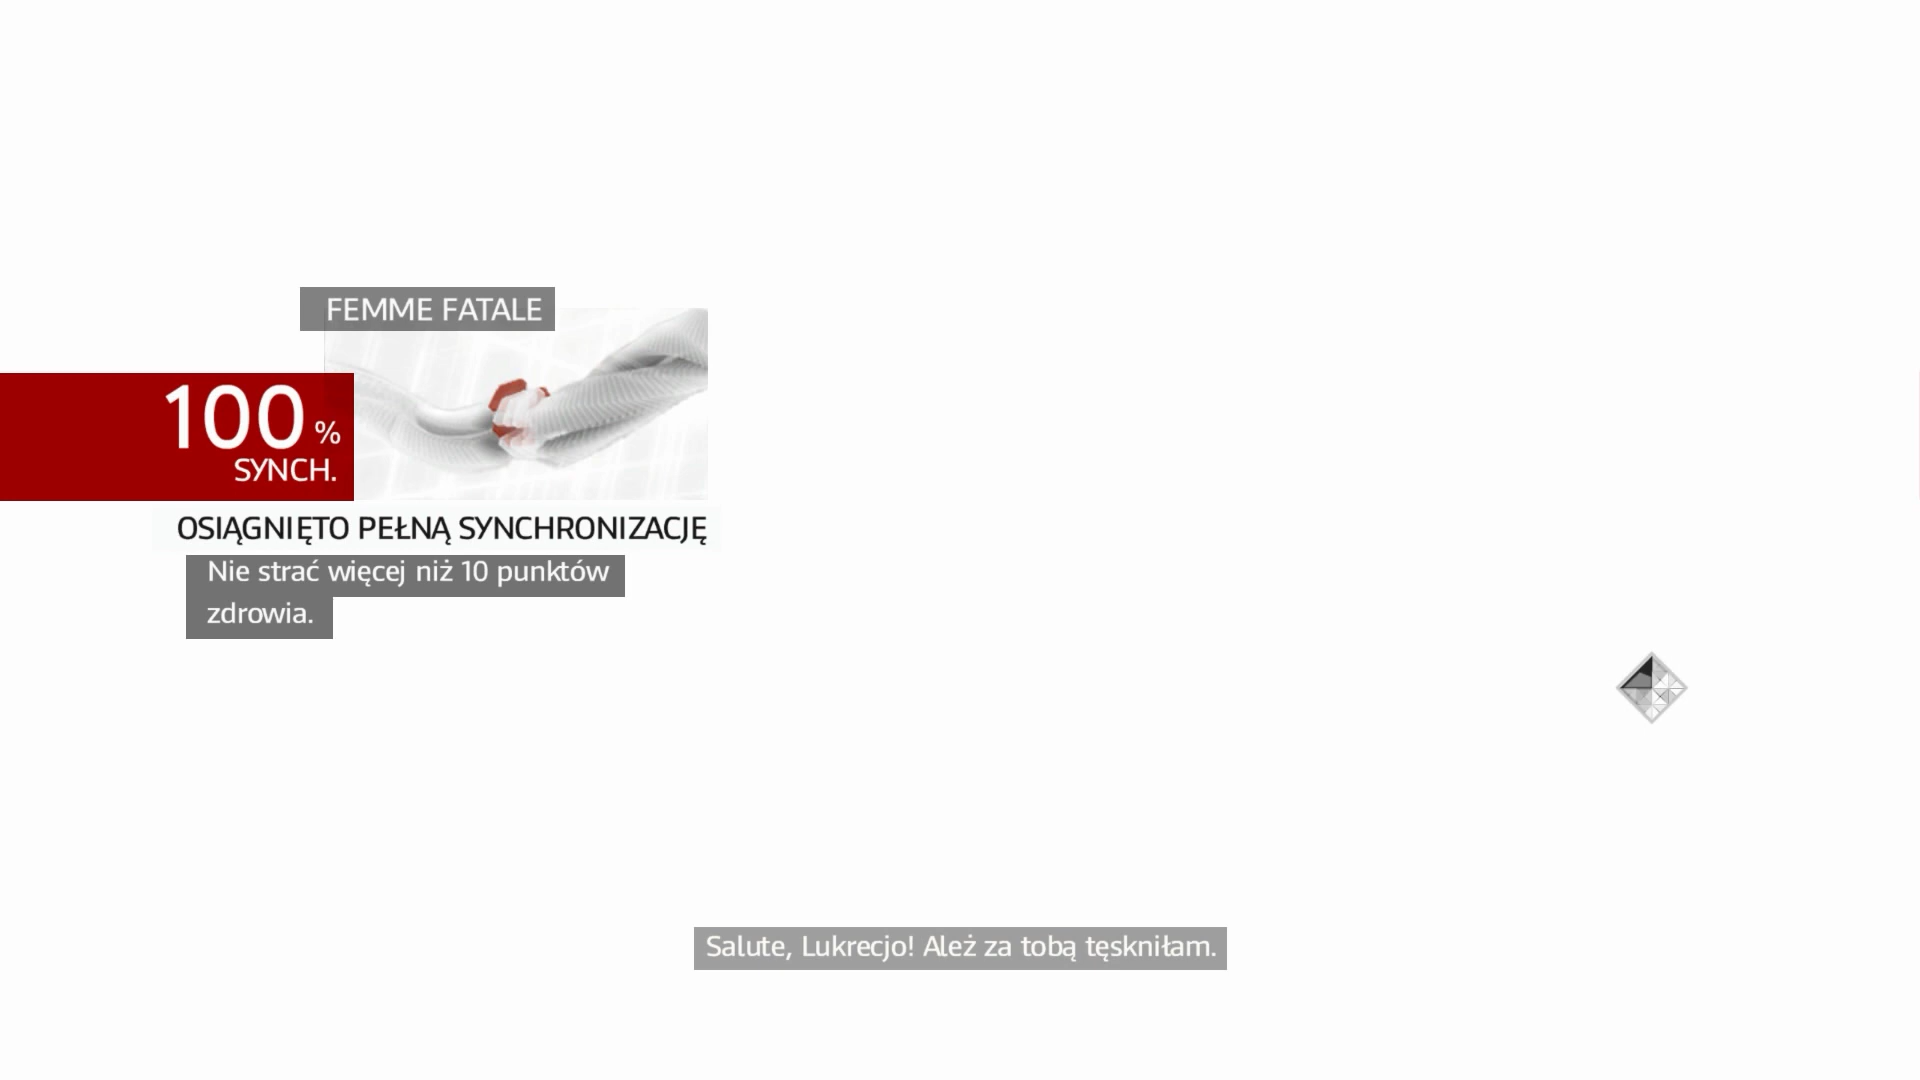 FEMME FATALE
100 %
SYNCH.
OSIĄGNIĘTO PEŁNĄ SYNCHRONIZACJĘ
Nie strać więcej niż 10 punktów
zdrowia.
Salute, Lukrecjo! Ależ za tobą tęskniłam.